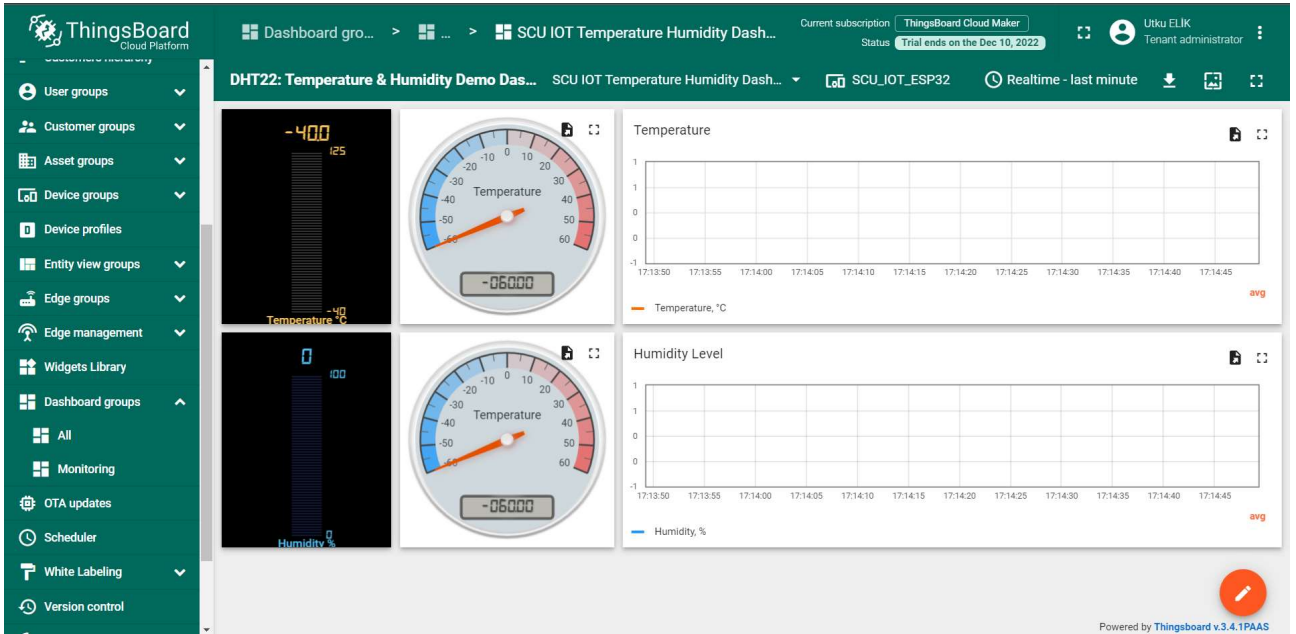 ThingsBoard
Cloud Platform
Dashboard gro... > ... > SCU IOT Temperature Humidity Dash...
Current subscription ThingsBoard Cloud Maker
Status Trial ends on the Dec 10, 2022
Utku ELİK
Tenant administrator
Customers hierarchy
User groups
Customer groups
Asset groups
Device groups
Device profiles
Entity view groups
Edge groups
Edge management
Widgets Library
Dashboard groups
All
Monitoring
OTA updates
Scheduler
White Labeling
Version control
DHT22: Temperature & Humidity Demo Das... SCU IOT Temperature Humidity Dash... SCU_IOT_ESP32 Realtime - last minute
-40.0
125
-40
Temperature °C
-60 -50 -40 -30 -20 -10 0 10 20 30 40 50 60
Temperature
-060.00
Temperature
1
1
0
0
-1
17:13:50 17:13:55 17:14:00 17:14:05 17:14:10 17:14:15 17:14:20 17:14:25 17:14:30 17:14:35 17:14:40 17:14:45
avg
Temperature, °C
0
100
0
Humidity %
-60 -50 -40 -30 -20 -10 0 10 20 30 40 50 60
Temperature
-060.00
Humidity Level
1
1
0
0
-1
17:13:50 17:13:55 17:14:00 17:14:05 17:14:10 17:14:15 17:14:20 17:14:25 17:14:30 17:14:35 17:14:40 17:14:45
avg
Humidity, %
Powered by Thingsboard v.3.4.1PAAS